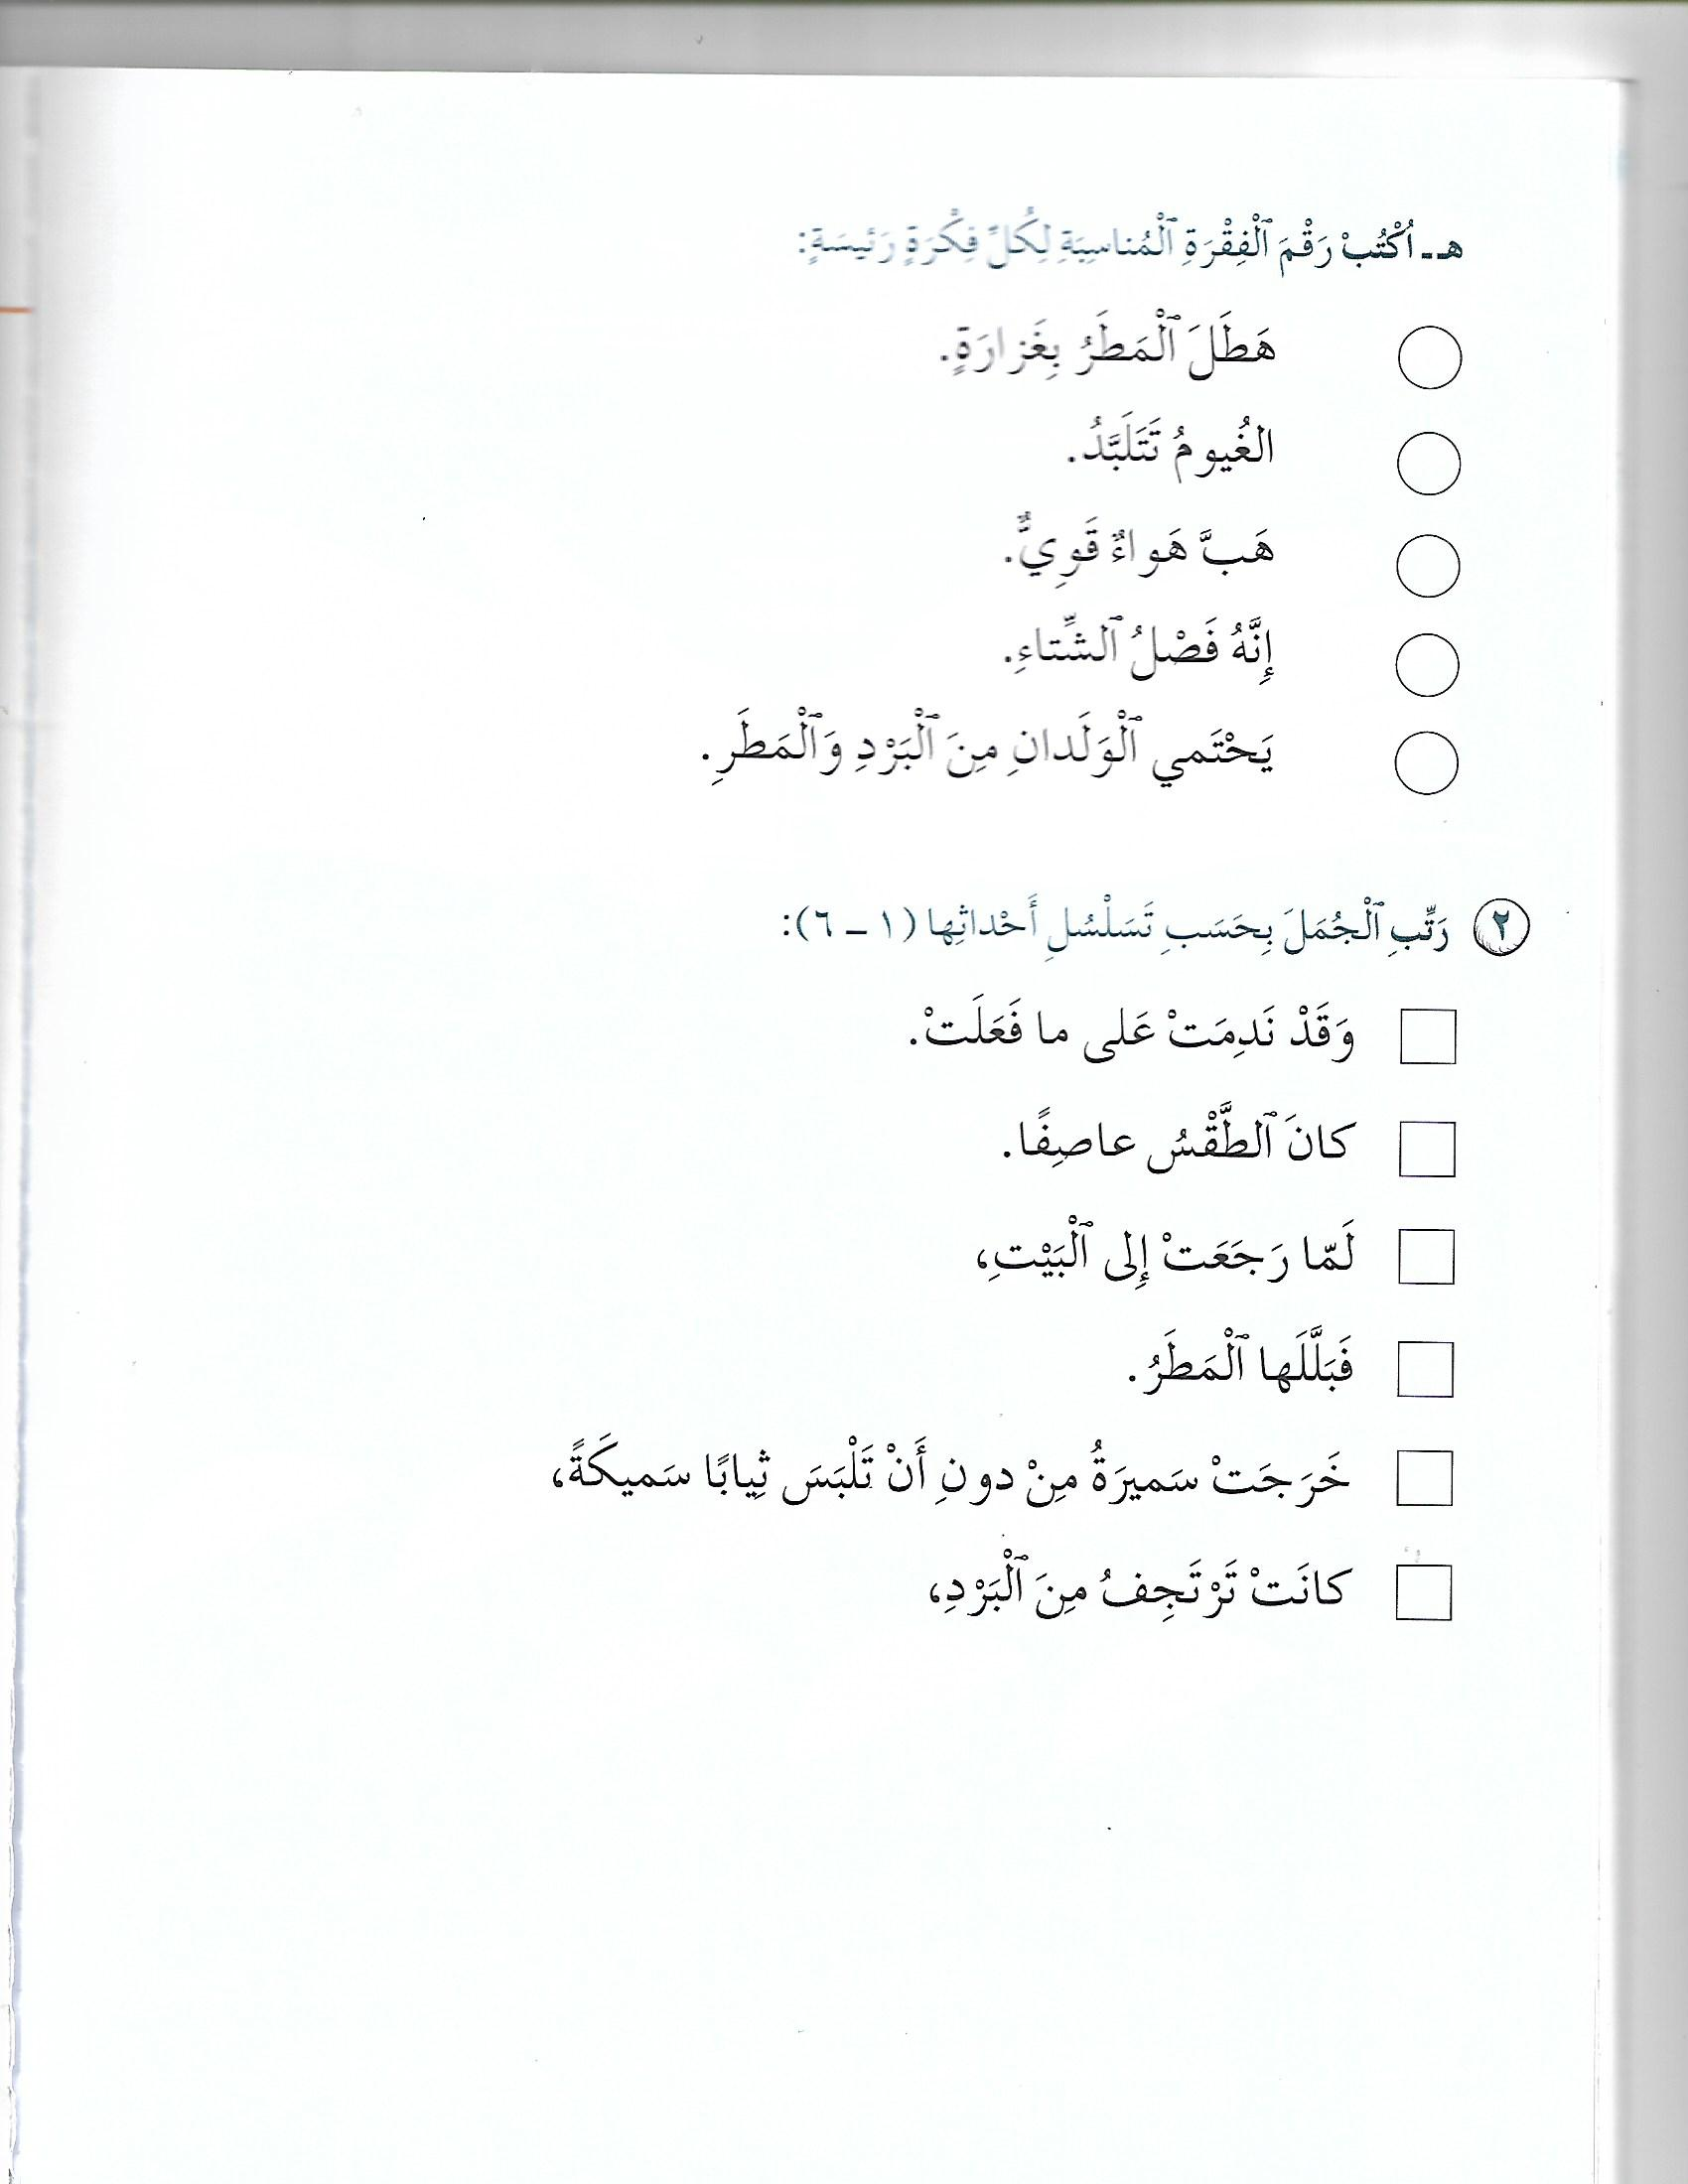 هـ - اُكْتُبْ رَقْمَ ٱلْفِقْرَةِ ٱلْمُناسِبَةِ لِكُلِّ فِكْرَةٍ رَئيسَةٍ:
هَطَلَ ٱلْمَطَرُ بِغَزارَةٍ.
الغُيومُ تَتَلَبَّدُ.
هَبَّ هَواءٌ قَوِيٌّ.
إِنَّهُ فَصْلُ ٱلشِّتاءِ.
يَحْتَمي ٱلْوَلَدانِ مِنَ ٱلْبَرْدِ وَٱلْمَطَرِ.
٢ رَتِّبِ ٱلْجُمَلَ بِحَسَبِ تَسَلْسُلِ أَحْداثِها (١ - ٦):
وَقَدْ نَدِمَتْ عَلى ما فَعَلَتْ.
كانَ ٱلطَّقْسُ عاصِفًا.
لَمّا رَجَعَتْ إِلى ٱلْبَيْتِ،
فَبَلَّلَها ٱلْمَطَرُ.
خَرَجَتْ سَميرَةُ مِنْ دونِ أَنْ تَلْبَسَ ثِيابًا سَميكَةً،
كانَتْ تَرْتَجِفُ مِنَ ٱلْبَرْدِ،